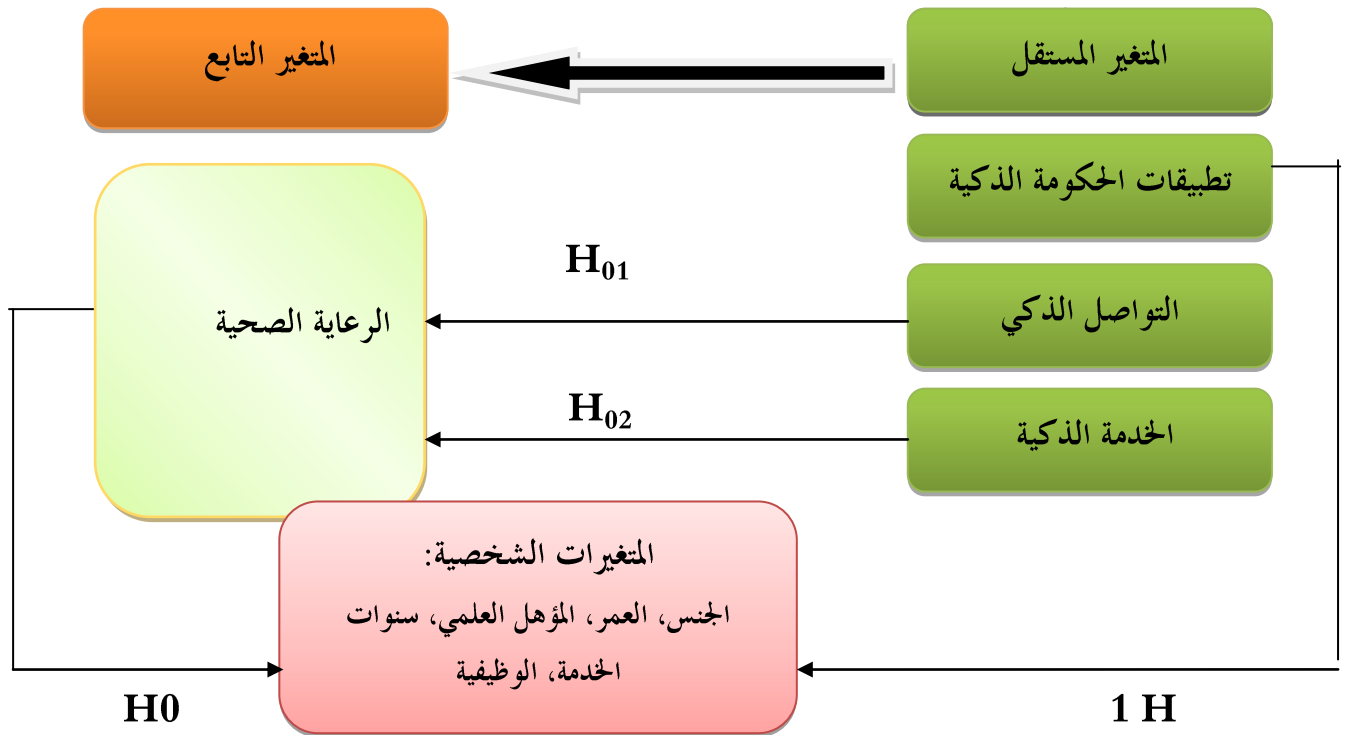 المتغير المستقل
المتغير التابع
تطبيقات الحكومة الذكية
H01
التواصل الذكي
الرعاية الصحية
H02
الخدمة الذكية
المتغيرات الشخصية:
الجنس، العمر، المؤهل العلمي، سنوات
الخدمة، الوظيفية
1 H
H0